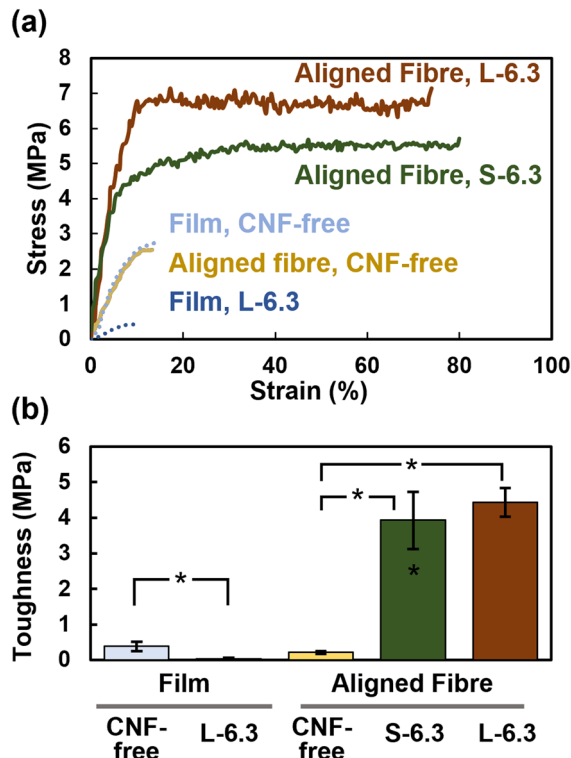 (a)
8
7
6
5
4
3
2
1
0
Stress (MPa)
Aligned Fibre, L-6.3
Aligned Fibre, S-6.3
Film, CNF-free
Aligned fibre, CNF-free
Film, L-6.3
0 20 40 60 80 100
Strain (%)
(b)
6
5
4
3
2
1
0
Toughness (MPa)
*
*
*
*
Film Aligned Fibre
CNF-
free
L-6.3
CNF-
free
S-6.3
L-6.3